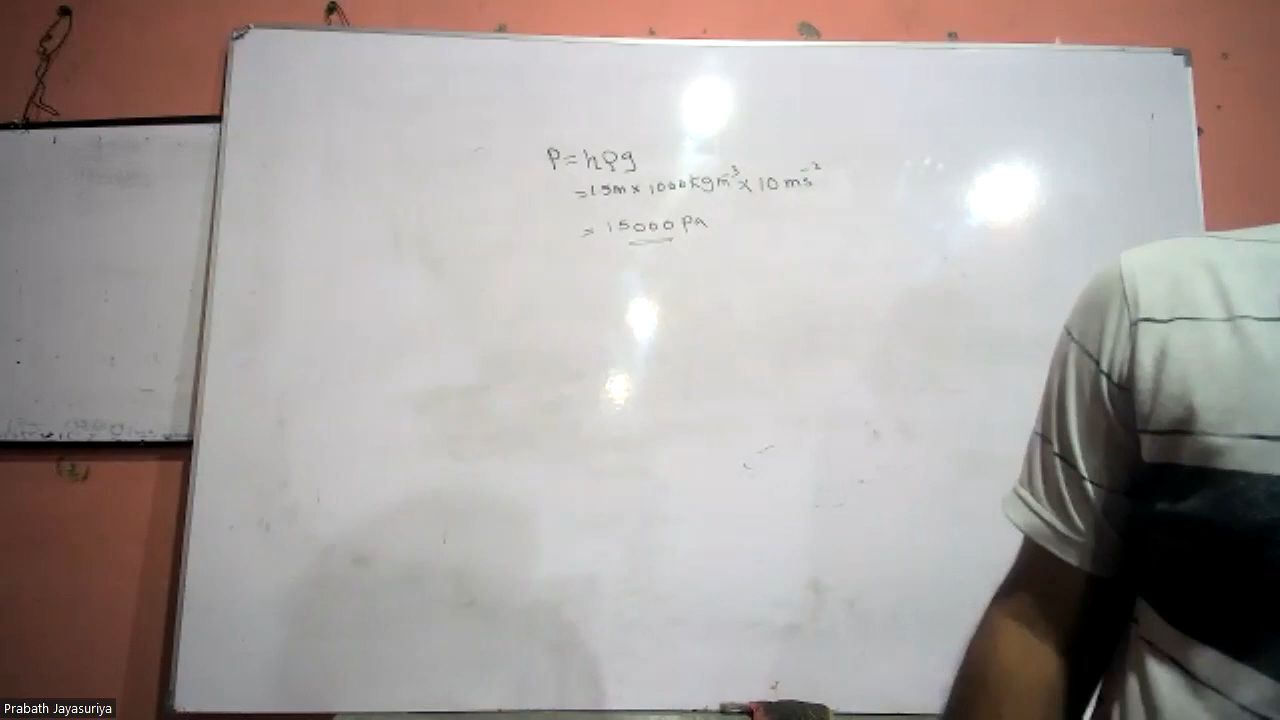 P = hρg
= 1.5m × 1000kgm⁻³ × 10 ms⁻²
= 15000 Pa
Prabath Jayasuriya